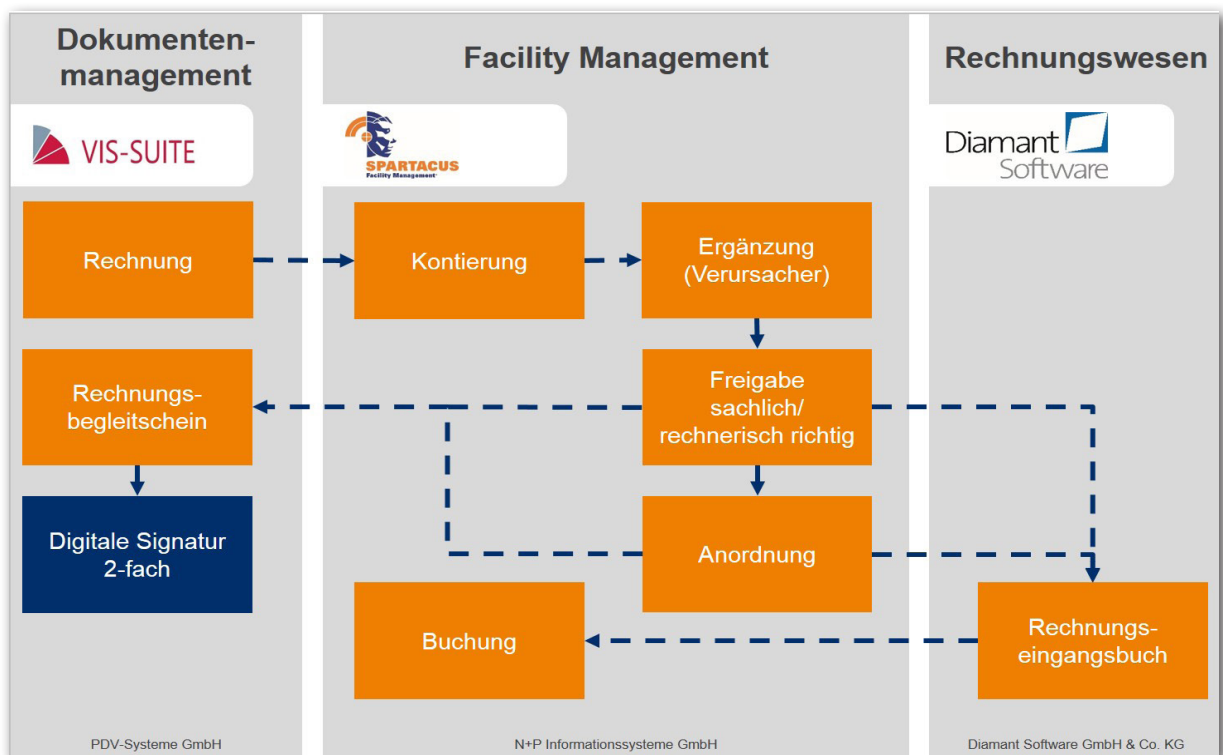 Dokumenten-
management
Facility Management
Rechnungswesen
VIS-SUITE
SPARTACUS
Facility Management
Diamant
Software
Rechnung
Kontierung
Ergänzung
(Verursacher)
Rechnungs-
begleitschein
Freigabe
sachlich/
rechnerisch richtig
Digitale Signatur
2-fach
Anordnung
Buchung
Rechnungs-
eingangsbuch
PDV-Systeme GmbH
N+P Informationssysteme GmbH
Diamant Software GmbH & Co. KG